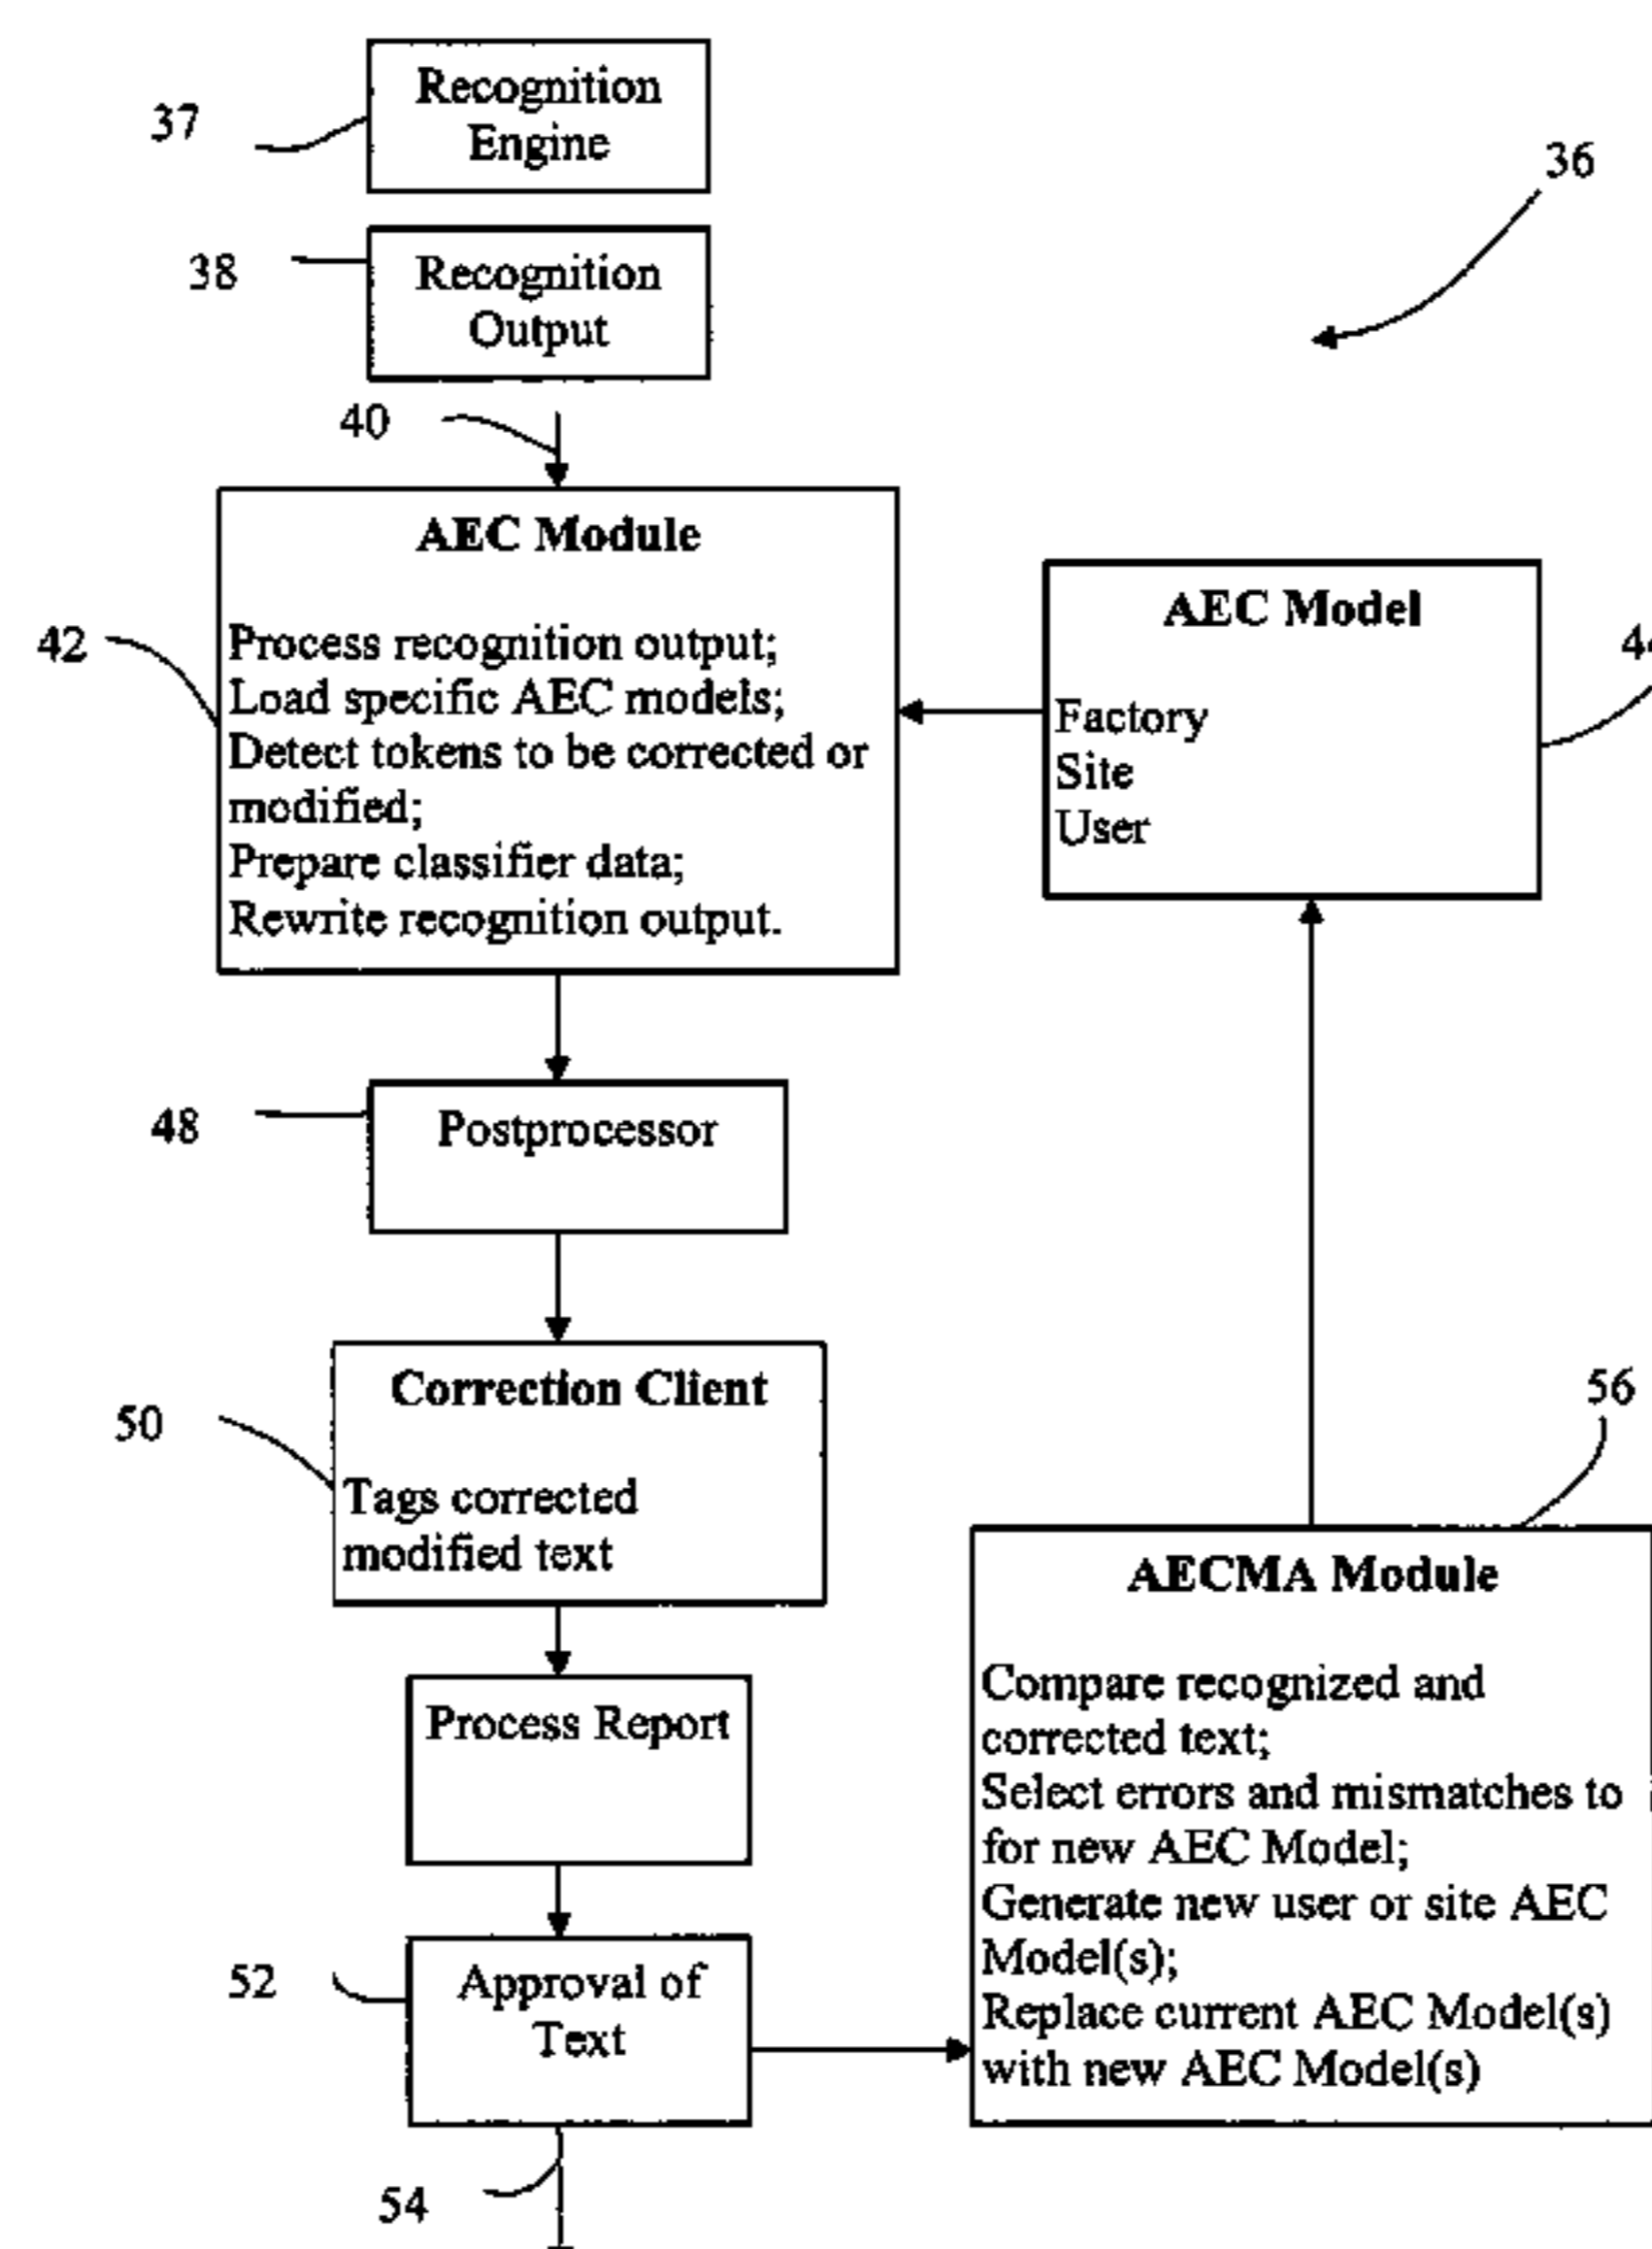 Recognition
Engine
37
36
38
Recognition
Output
40
AEC Module
Process recognition output;
Load specific AEC models;
Detect tokens to be corrected or
modified;
Prepare classifier data;
Rewrite recognition output.
42
AEC Model
Factory
Site
User
48
Postprocessor
Correction Client
Tags corrected
modified text
50
56
Process Report
AECMA Module
Compare recognized and
corrected text;
Select errors and mismatches to
for new AEC Model;
Generate new user or site AEC
Model(s);
Replace current AEC Model(s)
with new AEC Model(s)
52
Approval of
Text
54